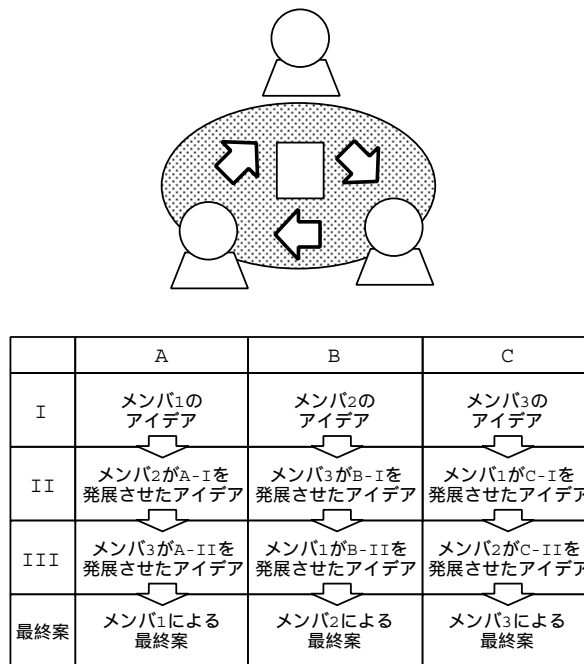 A B C
I
メンバ1の
アイデア
メンバ2の
アイデア
メンバ3の
アイデア
II
メンバ2がA-Iを
発展させたアイデア
メンバ3がB-Iを
発展させたアイデア
メンバ1がC-Iを
発展させたアイデア
III
メンバ3がA-IIを
発展させたアイデア
メンバ1がB-IIを
発展させたアイデア
メンバ2がC-IIを
発展させたアイデア
最終案
メンバ1による
最終案
メンバ2による
最終案
メンバ3による
最終案